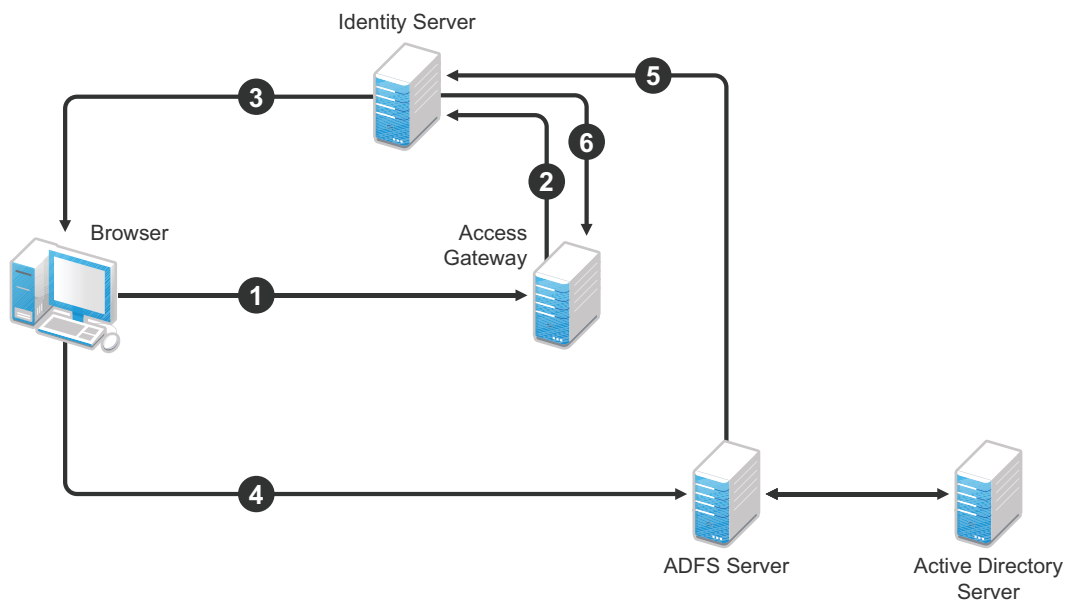 Identity Server
5
3
6
2
Browser
Access
Gateway
1
4
ADFS Server
Active Directory
Server